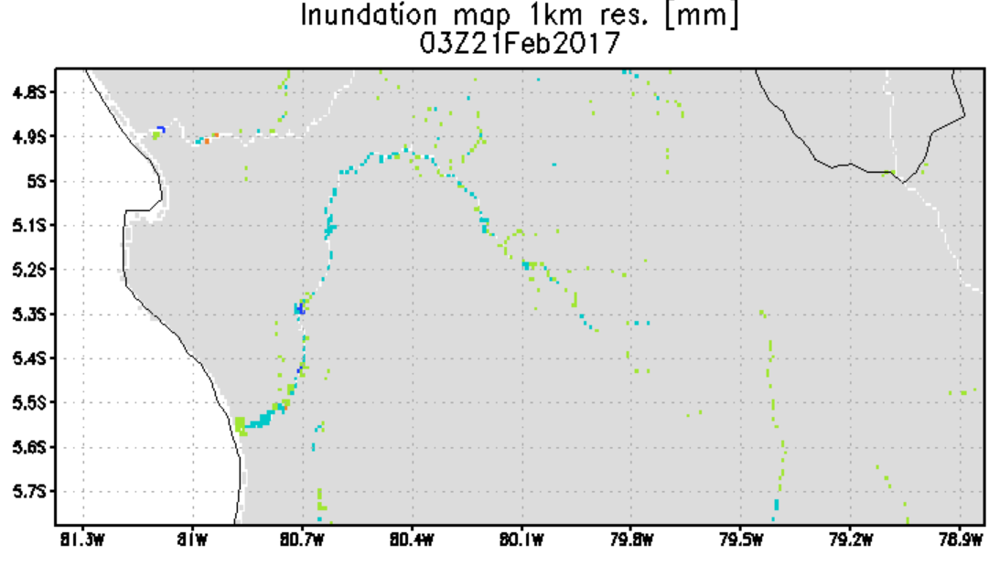 Inundation map 1km res. [mm]
03Z21Feb2017
4.8S
4.9S
5S
5.1S
5.2S
5.3S
5.4S
5.5S
5.6S
5.7S
81.3W 81W 80.7W 80.4W 80.1W 79.8W 79.5W 79.2W 78.9W